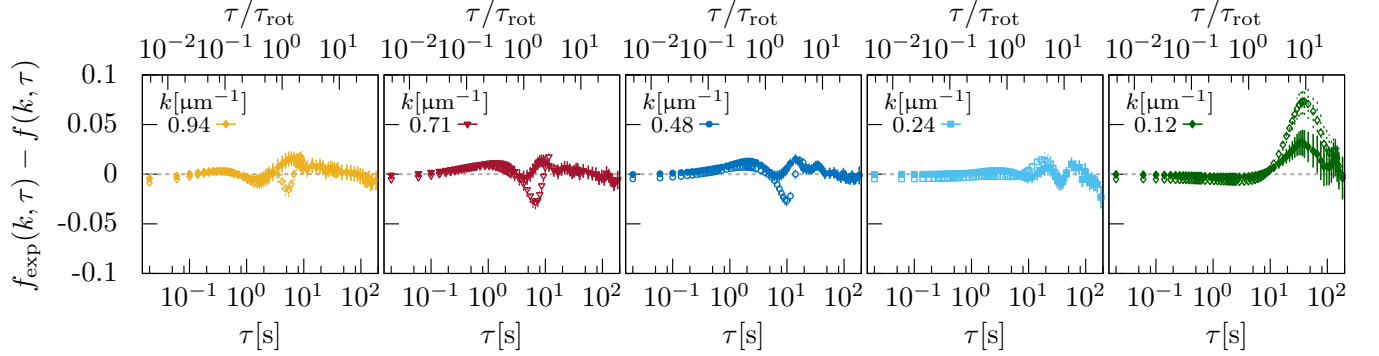 τ/τrot τ/τrot τ/τrot τ/τrot τ/τrot
10⁻² 10⁻¹ 10⁰ 10¹ 10⁻² 10⁻¹ 10⁰ 10¹ 10⁻² 10⁻¹ 10⁰ 10¹ 10⁻² 10⁻¹ 10⁰ 10¹ 10⁻² 10⁻¹ 10⁰ 10¹
fexp(k, τ) − f(k, τ)
0.1
0.05
0
-0.05
-0.1
k[μm⁻¹] k[μm⁻¹] k[μm⁻¹] k[μm⁻¹] k[μm⁻¹]
0.94 0.71 0.48 0.24 0.12
10⁻¹ 10⁰ 10¹ 10² 10⁻¹ 10⁰ 10¹ 10² 10⁻¹ 10⁰ 10¹ 10² 10⁻¹ 10⁰ 10¹ 10² 10⁻¹ 10⁰ 10¹ 10²
τ[s] τ[s] τ[s] τ[s] τ[s]